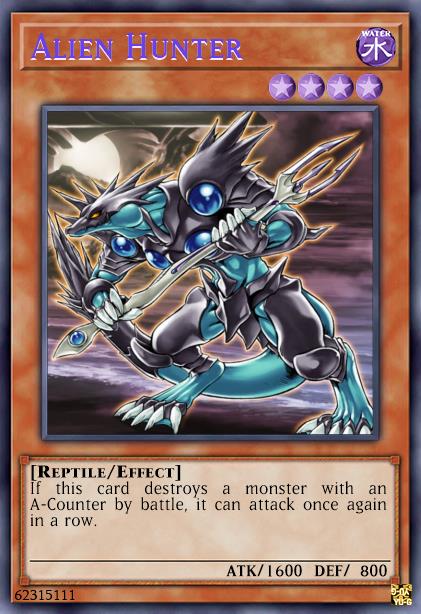 ALIEN HUNTER
WATER
水
[REPTILE/EFFECT]
If this card destroys a monster with an
A-Counter by battle, it can attack once again
in a row.
ATK/1600 DEF/ 800
62315111